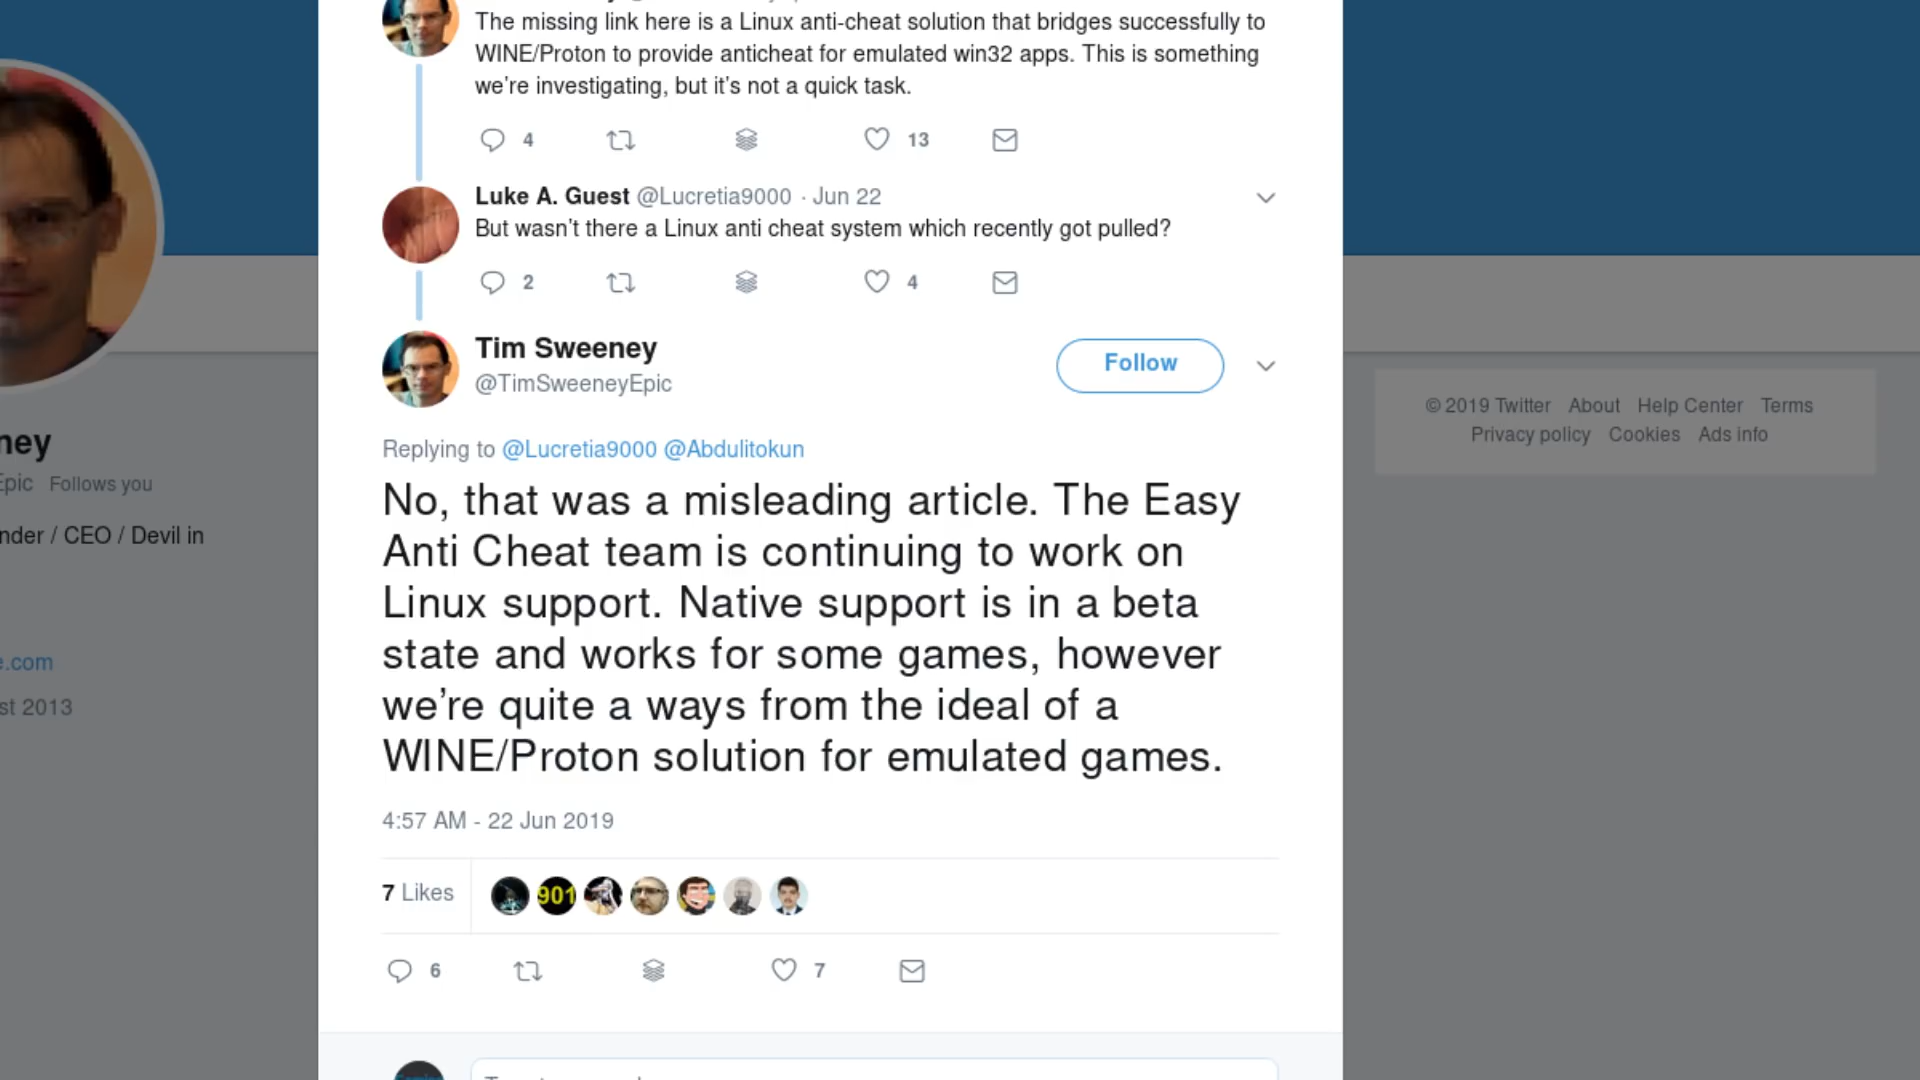 The missing link here is a Linux anti-cheat solution that bridges successfully to
WINE/Proton to provide anticheat for emulated win32 apps. This is something
we’re investigating, but it’s not a quick task.
4 13
Luke A. Guest @Lucretia9000 · Jun 22
But wasn’t there a Linux anti cheat system which recently got pulled?
2 4
Tim Sweeney
@TimSweeneyEpic
Follow
Replying to @Lucretia9000 @Abdulitokun
No, that was a misleading article. The Easy
Anti Cheat team is continuing to work on
Linux support. Native support is in a beta
state and works for some games, however
we’re quite a ways from the ideal of a
WINE/Proton solution for emulated games.
4:57 AM - 22 Jun 2019
7 Likes
901
6 7
ney
Epic Follows you
nder / CEO / Devil in
e.com
st 2013
© 2019 Twitter About Help Center Terms
Privacy policy Cookies Ads info